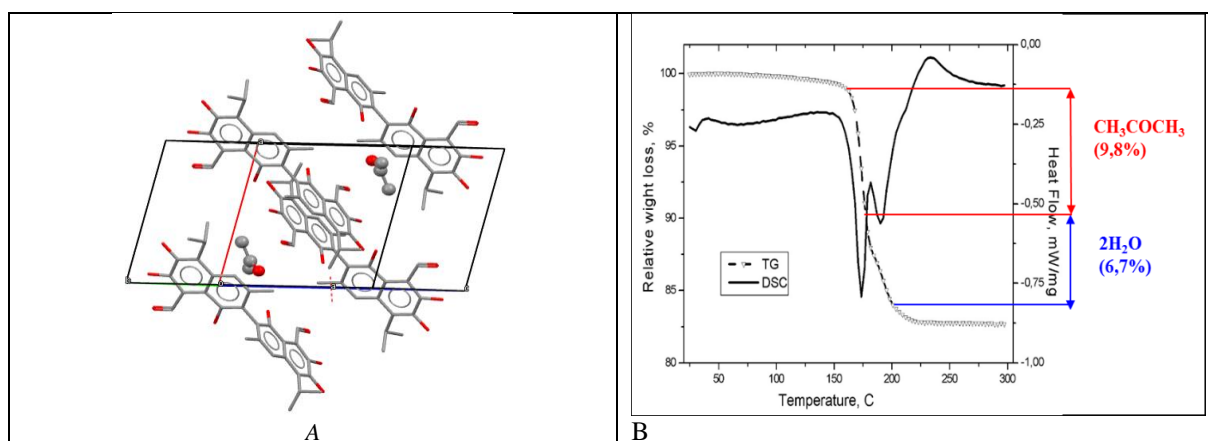 A
100
95
90
85
80
Relative wight loss, %
50
100
150
200
250
300
Temperature, C
0,00
-0,25
-0,50
-0,75
-1,00
Heat Flow, mW/mg
TG
DSC
CH₃COCH₃
(9,8%)
2H₂O
(6,7%)
B